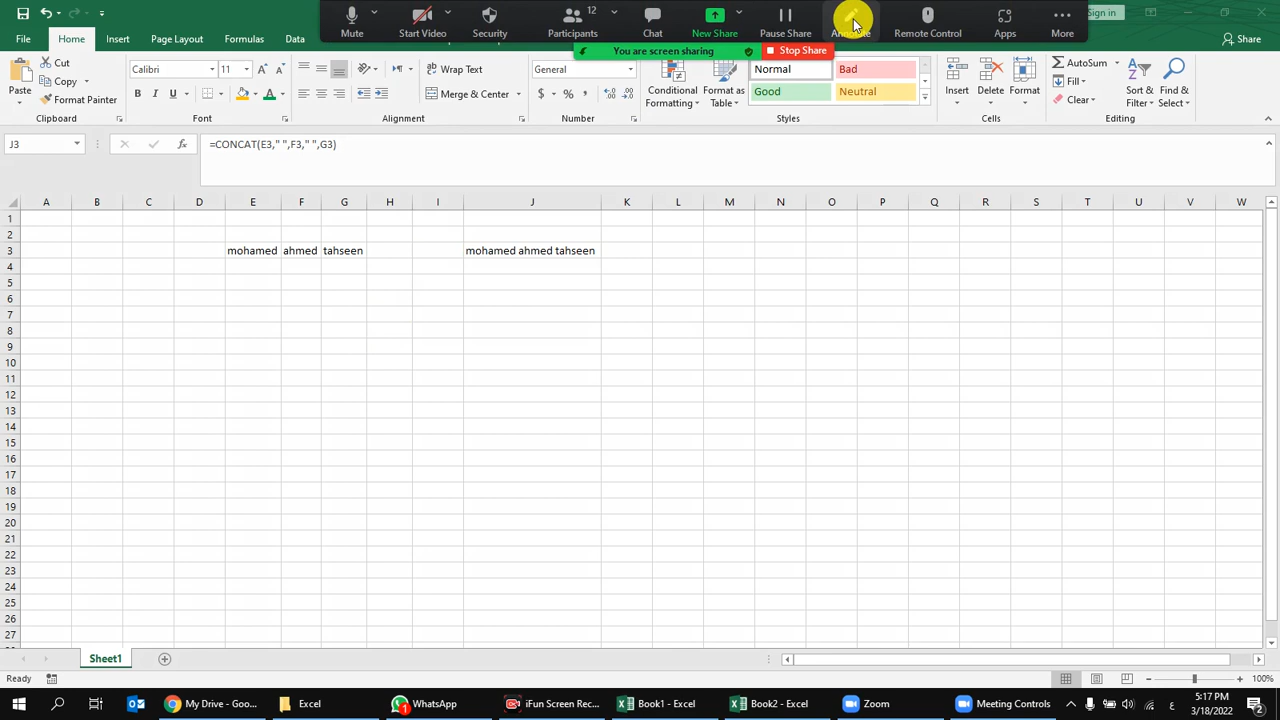 12
Sign in
Mute
Start Video
Security
Participants
Chat
New Share
Pause Share
Annotate
Remote Control
Apps
More
File
Home
Insert
Page Layout
Formulas
Data
You are screen sharing
Stop Share
Share
Paste
Cut
Copy
Format Painter
Calibri
11
Wrap Text
General
Merge & Center
Conditional Formatting
Format as Table
Normal
Bad
Good
Neutral
Insert
Delete
Format
AutoSum
Fill
Clear
Sort & Filter
Find & Select
Clipboard
Font
Alignment
Number
Styles
Cells
Editing
J3
=CONCAT(E3," ",F3," ",G3)
A B C D E F G H I J K L M N O P Q R S T U V W
1
2
3 mohamed ahmed tahseen mohamed ahmed tahseen
4
5
6
7
8
9
10
11
12
13
14
15
16
17
18
19
20
21
22
23
24
25
26
27
Sheet1
Ready
100%
My Drive - Goo...
Excel
WhatsApp
iFun Screen Rec...
Book1 - Excel
Book2 - Excel
Zoom
Meeting Controls
ع
5:17 PM
3/18/2022